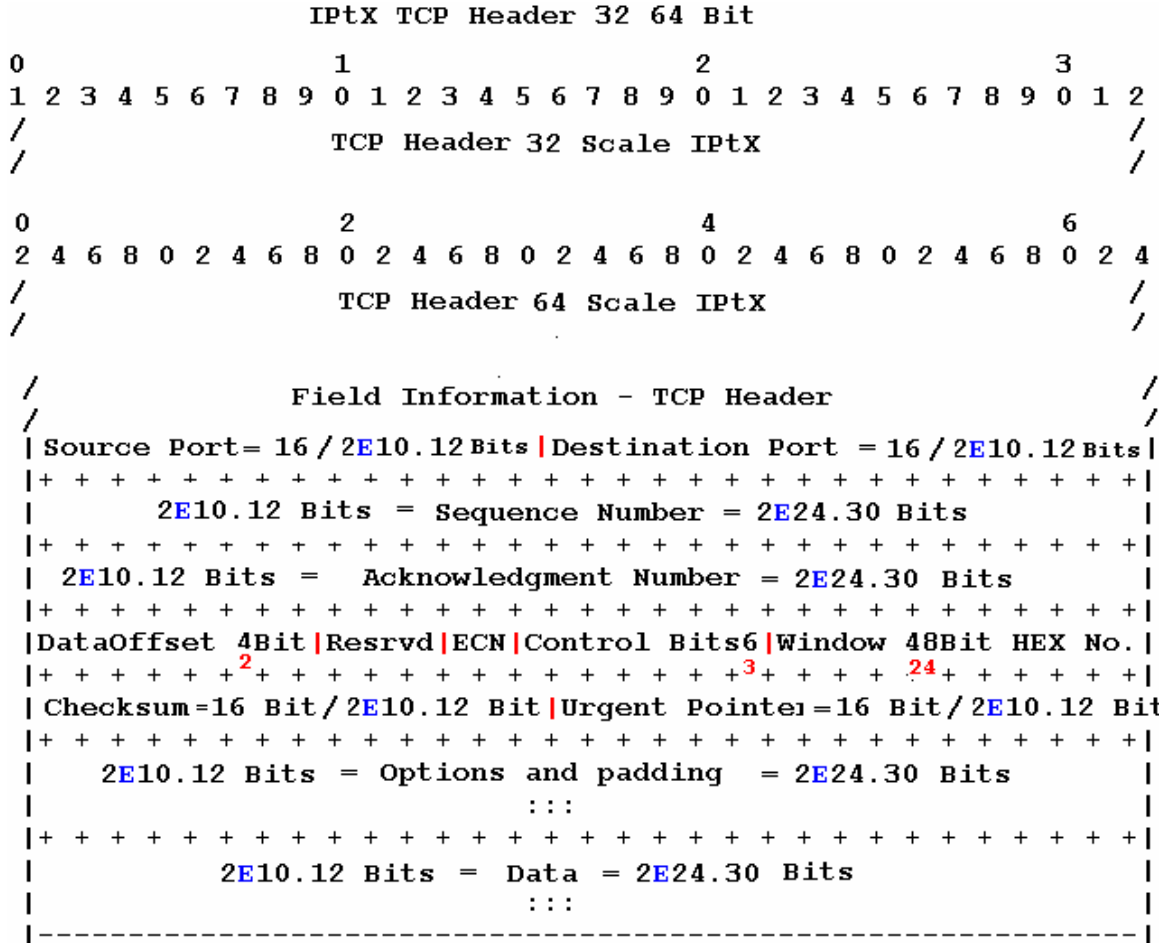 IPtX TCP Header 32 64 Bit
0 1 2 3
1 2 3 4 5 6 7 8 9 0 1 2 3 4 5 6 7 8 9 0 1 2 3 4 5 6 7 8 9 0 1 2
/ TCP Header 32 Scale IPtX /
/ /
0 2 4 6
2 4 6 8 0 2 4 6 8 0 2 4 6 8 0 2 4 6 8 0 2 4 6 8 0 2 4 6 8 0 2 4
/ TCP Header 64 Scale IPtX /
/ /
/ Field Information - TCP Header /
/ /
| Source Port= 16 / 2E10.12 Bits | Destination Port = 16 / 2E10.12 Bits |
|+ + + + + + + + + + + + + + + + + + + + + + + + + + + + + + +|
| 2E10.12 Bits = Sequence Number = 2E24.30 Bits |
|+ + + + + + + + + + + + + + + + + + + + + + + + + + + + + + +|
| 2E10.12 Bits = Acknowledgment Number = 2E24.30 Bits |
|+ + + + + + + + + + + + + + + + + + + + + + + + + + + + + + +|
|DataOffset 4Bit|Resrvd|ECN|Control Bits6|Window 48Bit HEX No.|
|+ + + + + + 2 + + + + + + + + + + + + + + 3 + + + + 24 + + + + + +|
| Checksum=16 Bit/2E10.12 Bit|Urgent Pointer=16 Bit/2E10.12 Bit
|+ + + + + + + + + + + + + + + + + + + + + + + + + + + + + + +|
| 2E10.12 Bits = Options and padding = 2E24.30 Bits |
| ::: |
|+ + + + + + + + + + + + + + + + + + + + + + + + + + + + + + +|
| 2E10.12 Bits = Data = 2E24.30 Bits |
| ::: |
|-------------------------------------------------------------|